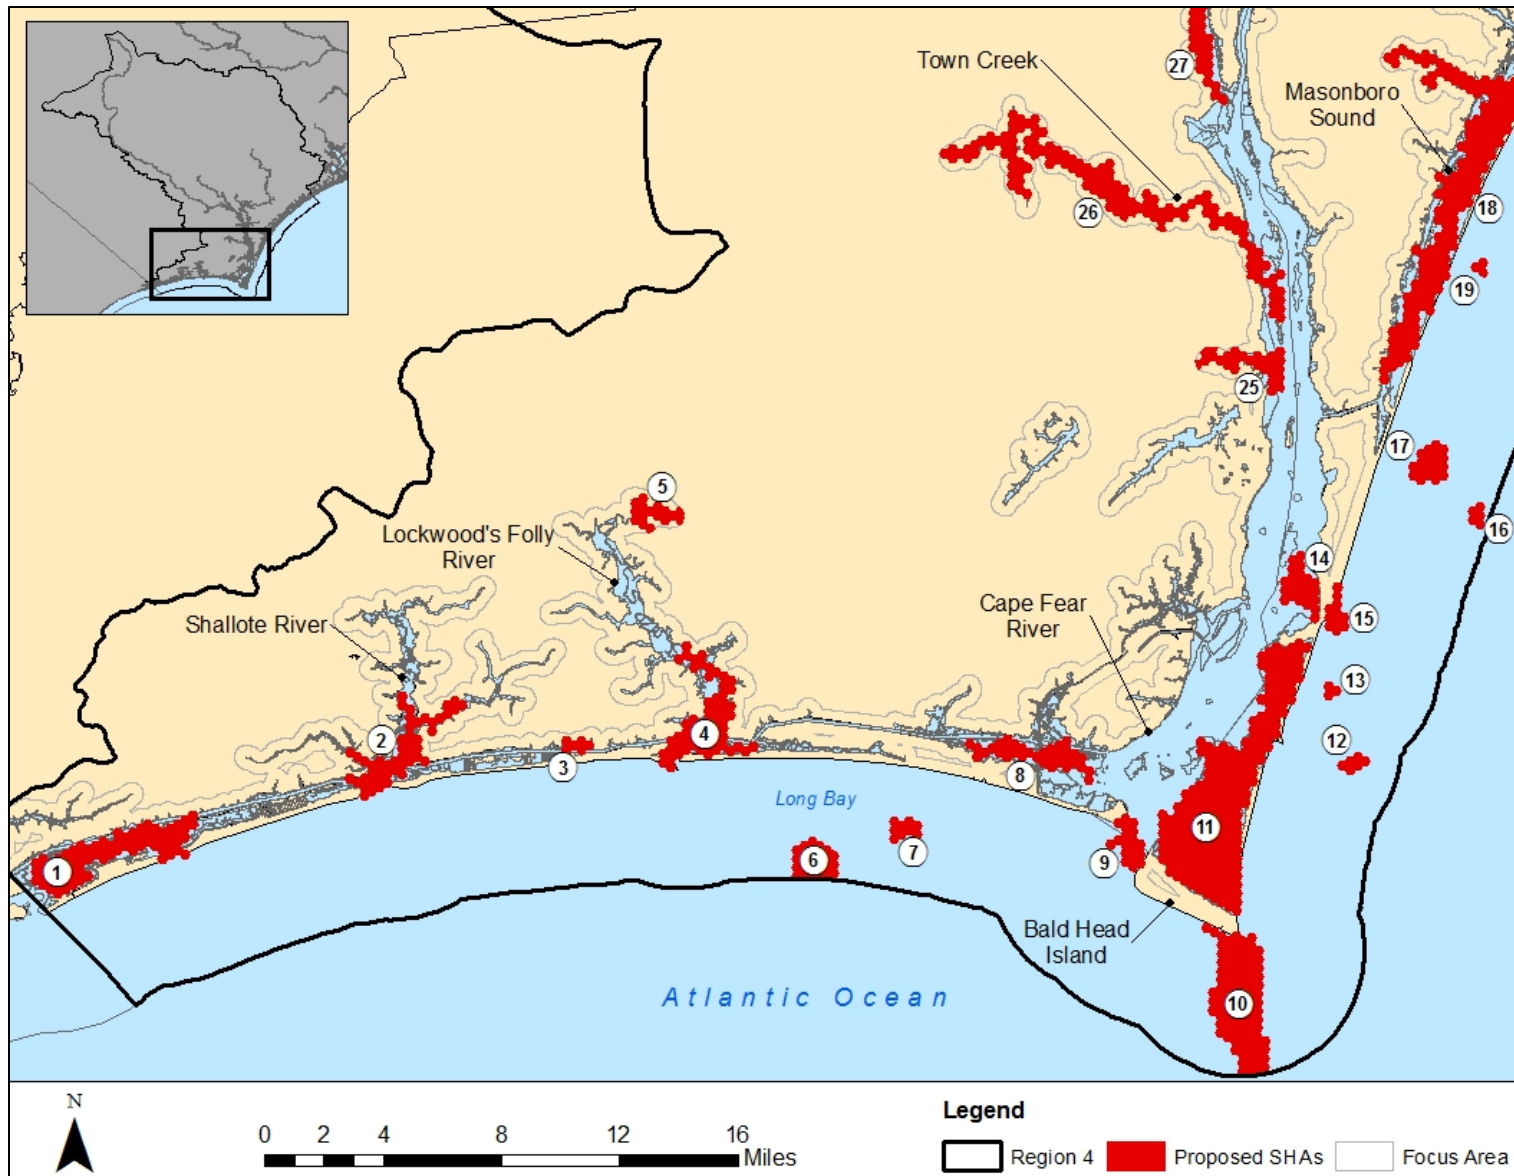 27
Town Creek
Masonboro
Sound
26
18
19
25
17
5
16
Lockwood's Folly
River
14
Cape Fear
River
15
Shallote River
13
2
4
12
3
8
Long Bay
11
7
6
9
1
Bald Head
Island
Atlantic Ocean
10
N
0 2 4 8 12 16
Miles
Legend
Region 4 Proposed SHAs Focus Area